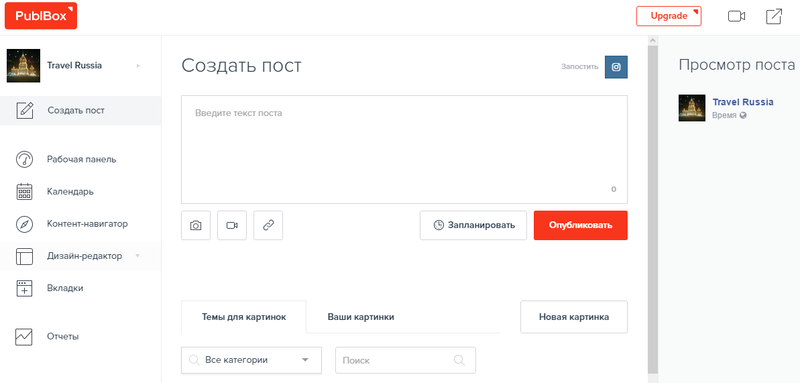 PublBox
Upgrade
Travel Russia
Создать пост
Рабочая панель
Календарь
Контент-навигатор
Дизайн-редактор
Вкладки
Отчеты
Создать пост
Запостить
Введите текст поста
0
Запланировать
Опубликовать
Темы для картинок
Ваши картинки
Новая картинка
Все категории
Поиск
Просмотр поста
Travel Russia
Время